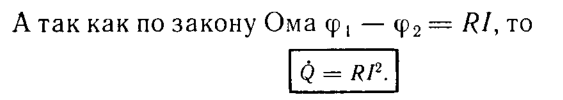 А так как по закону Ома φ₁ − φ₂ = RI, то
Q̇ = RI².